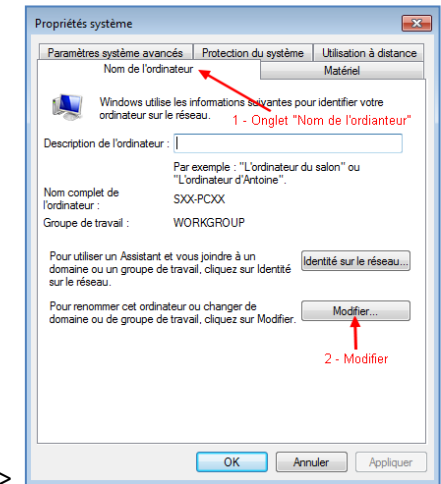 Propriétés système
Paramètres système avancés Protection du système Utilisation à distance
Nom de l'ordinateur Matériel
Windows utilise les informations suivantes pour identifier votre
ordinateur sur le réseau.
1 - Onglet "Nom de l'ordianteur"
Description de l'ordinateur :
Par exemple : "L'ordinateur du salon" ou
"L'ordinateur d'Antoine".
Nom complet de
l'ordinateur :
SXX-PCXX
Groupe de travail : WORKGROUP
Pour utiliser un Assistant et vous joindre à un
domaine ou un groupe de travail, cliquez sur Identité
sur le réseau.
Identité sur le réseau...
Pour renommer cet ordinateur ou changer de
domaine ou de groupe de travail, cliquez sur Modifier.
Modifier...
2 - Modifier
OK Annuler Appliquer
>